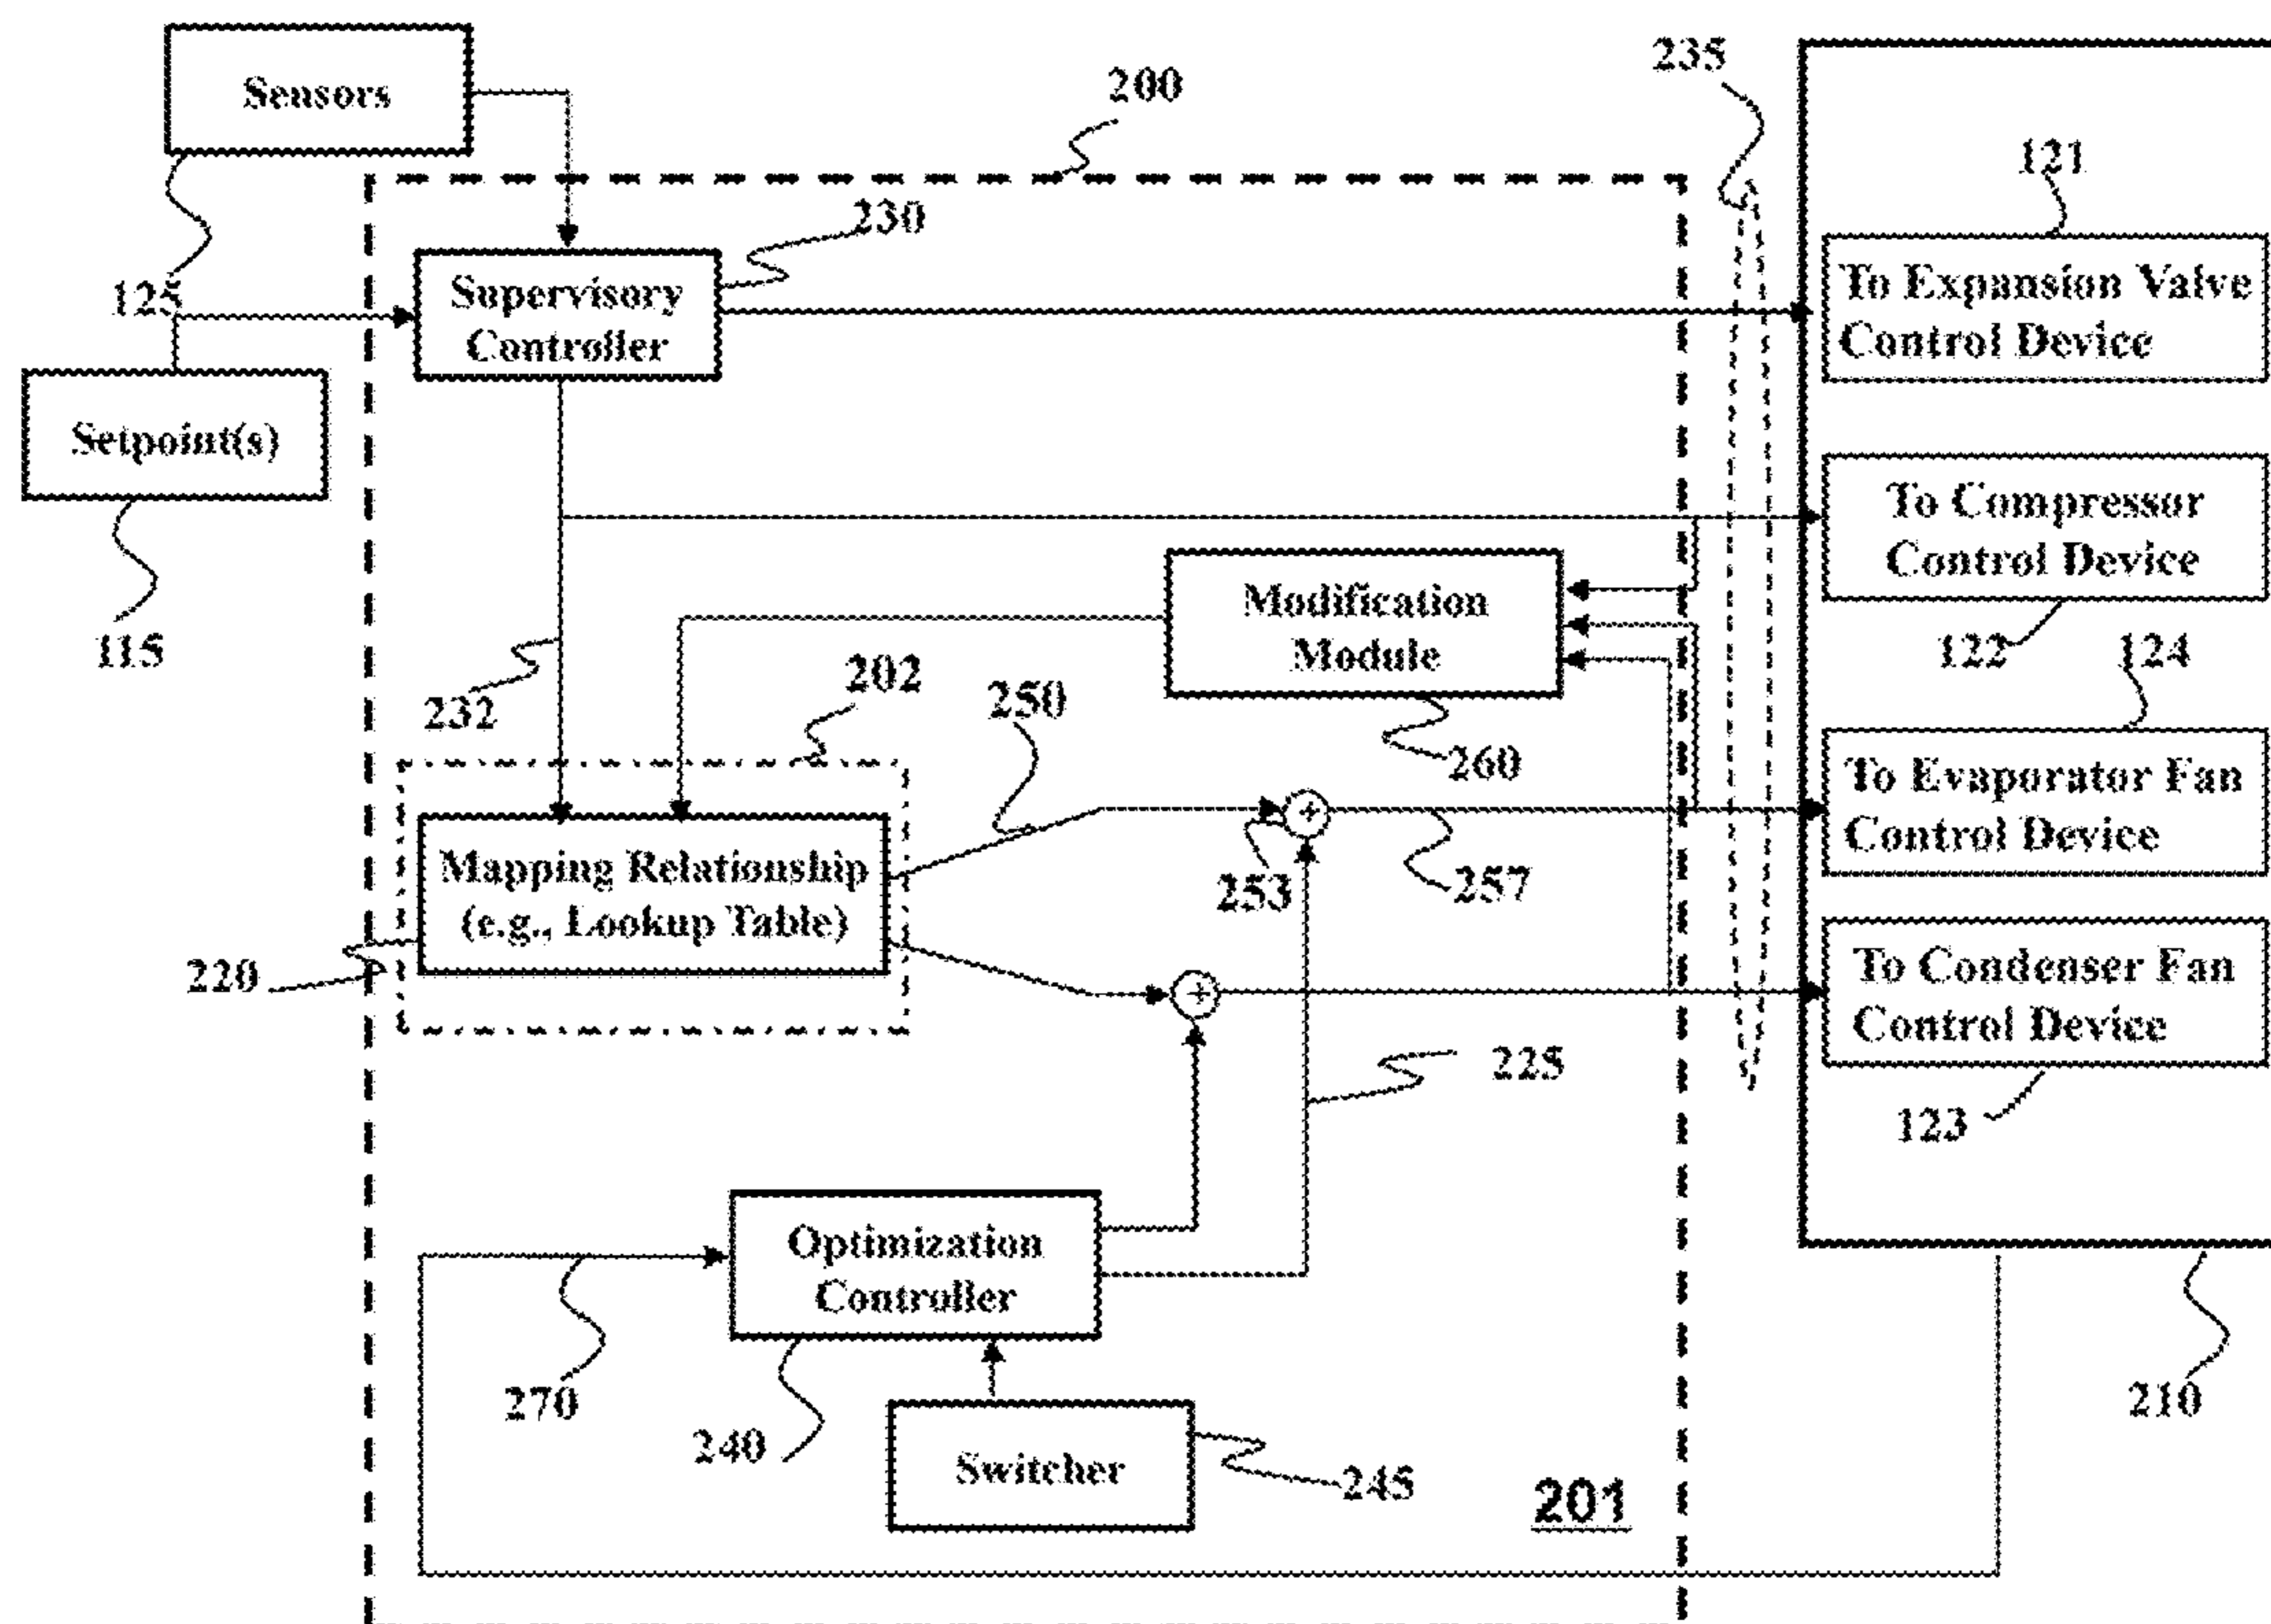 Sensors
200
235
121
230
Supervisory
Controller
To Expansion Valve
Control Device
125
Setpoint(s)
To Compressor
Control Device
115
Modification
Module
122
124
232
202
250
260
To Evaporator Fan
Control Device
+
Mapping Relationship
(e.g., Lookup Table)
253
257
220
+
To Condenser Fan
Control Device
225
123
Optimization
Controller
270
240
Switcher
245
201
210